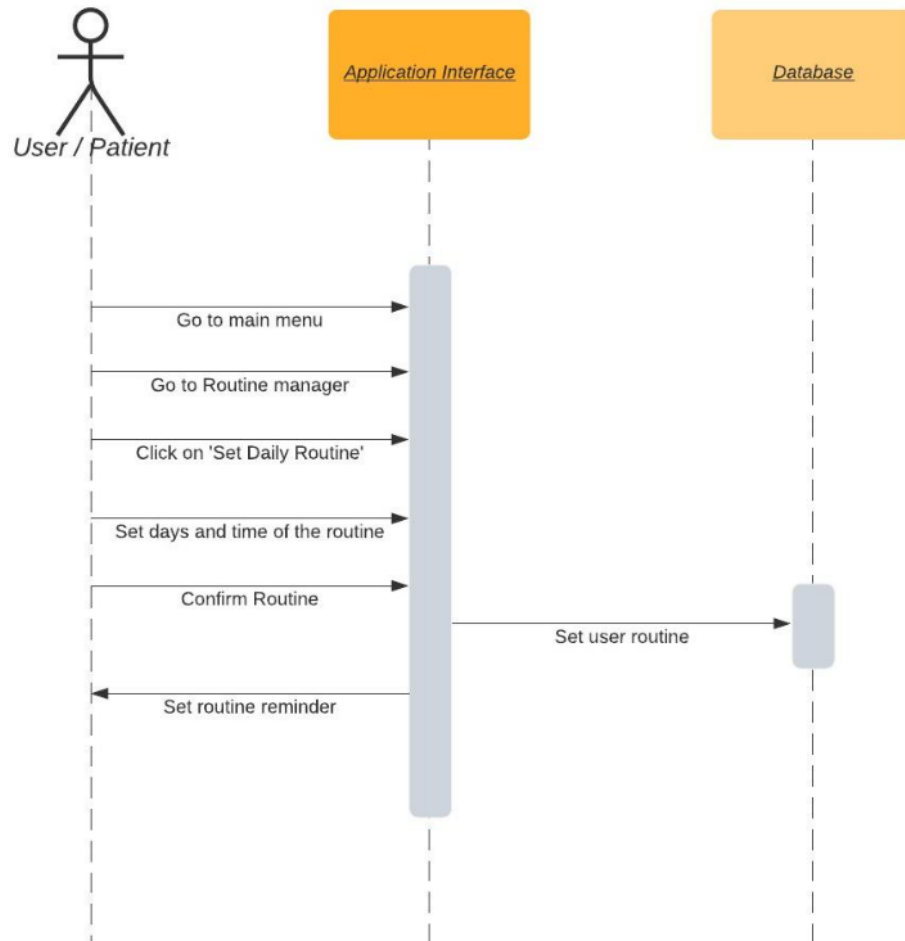 Application Interface
Database
User / Patient
Go to main menu
Go to Routine manager
Click on 'Set Daily Routine'
Set days and time of the routine
Confirm Routine
Set user routine
Set routine reminder